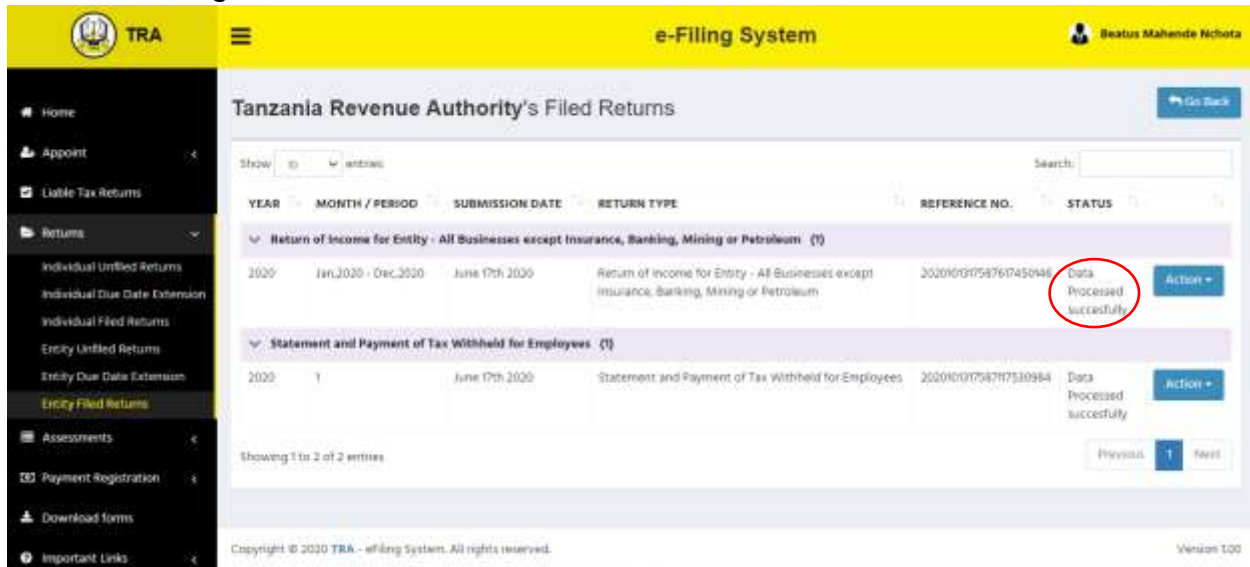 TRA
e-Filing System
Beatus Mahende Nchota
Home
Appoint
Liable Tax Returns
Returns
Individual Unfiled Returns
Individual Due Date Extension
Individual Filed Returns
Entity Unfiled Returns
Entity Due Date Extension
Entity Filed Returns
Assessments
Payment Registration
Download forms
Important Links
Tanzania Revenue Authority's Filed Returns
Go Back
Show 10 entries
Search:
YEAR MONTH / PERIOD SUBMISSION DATE RETURN TYPE REFERENCE NO. STATUS
Return of Income for Entity - All Businesses except Insurance, Banking, Mining or Petroleum (1)
2020 Jan,2020 - Dec,2020 June 17th 2020 Return of Income for Entity - All Businesses except Data
Insurance, Banking, Mining or Petroleum Processed Action
succesfully
Statement and Payment of Tax Withheld for Employees (1)
2020 1 June 17th 2020 Statement and Payment of Tax Withheld for Employees Data
Processed Action
succesfully
Showing 1 to 2 of 2 entries
Previous 1 Next
Copyright © 2020 TRA - eFiling System. All rights reserved.
Version 1.00